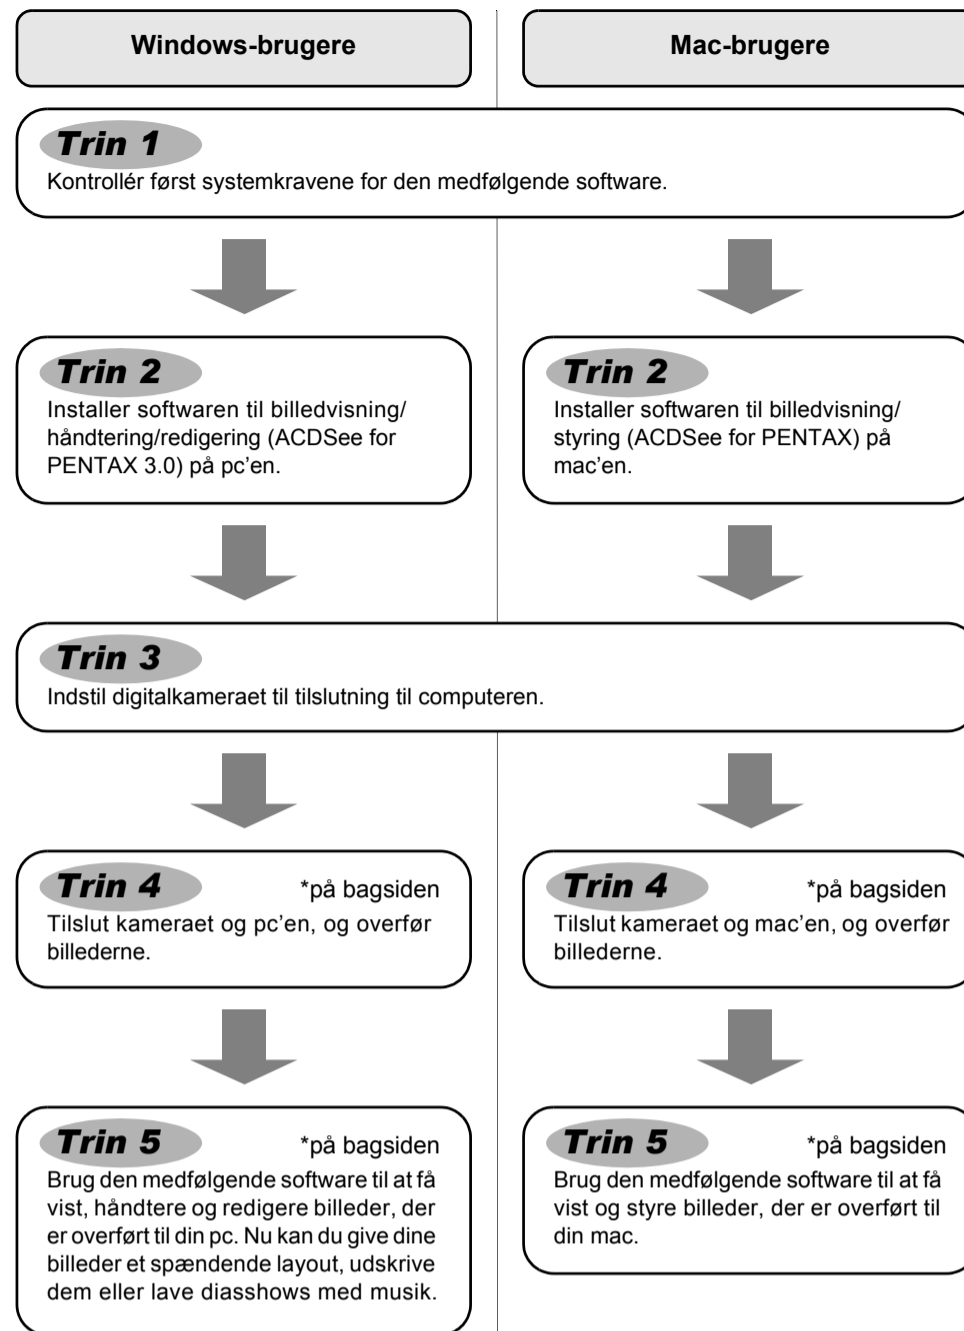 Windows-brugere
Mac-brugere
Trin 1
Kontrollér først systemkravene for den medfølgende software.
Trin 2
Installer softwaren til billedvisning/
håndtering/redigering (ACDSee for
PENTAX 3.0) på pc’en.
Trin 2
Installer softwaren til billedvisning/
styring (ACDSee for PENTAX) på
mac’en.
Trin 3
Indstil digitalkameraet til tilslutning til computeren.
Trin 4
*på bagsiden
Tilslut kameraet og pc’en, og overfør
billederne.
Trin 4
*på bagsiden
Tilslut kameraet og mac’en, og overfør
billederne.
Trin 5
*på bagsiden
Brug den medfølgende software til at få
vist, håndtere og redigere billeder, der
er overført til din pc. Nu kan du give dine
billeder et spændende layout, udskrive
dem eller lave diasshows med musik.
Trin 5
*på bagsiden
Brug den medfølgende software til at få
vist og styre billeder, der er overført til
din mac.